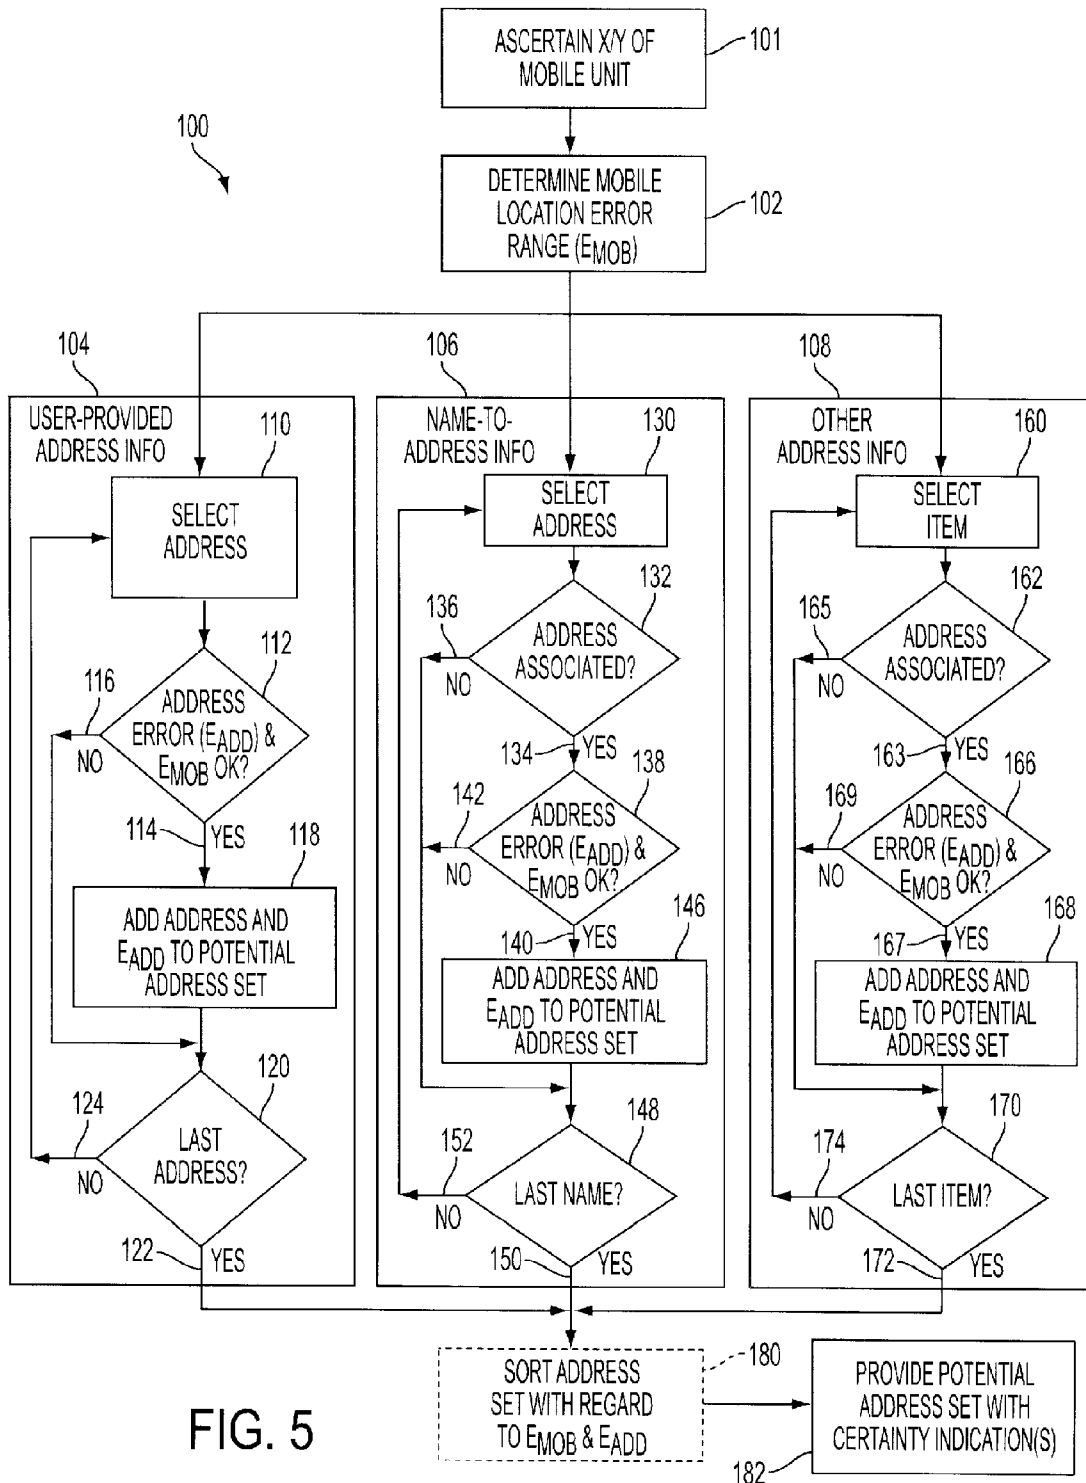 ASCERTAIN X/Y OF
MOBILE UNIT
101
100
DETERMINE MOBILE
LOCATION ERROR
RANGE (EMOB)
102
104
USER-PROVIDED
ADDRESS INFO
110
SELECT
ADDRESS
112
116
ADDRESS
ERROR (EADD) &
EMOB OK?
NO
114
YES
118
ADD ADDRESS AND
EADD TO POTENTIAL
ADDRESS SET
120
124
LAST
ADDRESS?
NO
122
YES
106
NAME-TO-
ADDRESS INFO
130
SELECT
ADDRESS
132
136
ADDRESS
ASSOCIATED?
NO
134
YES
138
142
ADDRESS
ERROR (EADD) &
EMOB OK?
NO
140
YES
146
ADD ADDRESS AND
EADD TO POTENTIAL
ADDRESS SET
148
152
LAST NAME?
NO
150
YES
108
OTHER
ADDRESS INFO
160
SELECT
ITEM
162
165
ADDRESS
ASSOCIATED?
NO
163
YES
166
169
ADDRESS
ERROR (EADD) &
EMOB OK?
NO
167
YES
168
ADD ADDRESS AND
EADD TO POTENTIAL
ADDRESS SET
170
174
LAST ITEM?
NO
172
YES
SORT ADDRESS
SET WITH REGARD
TO EMOB & EADD
180
PROVIDE POTENTIAL
ADDRESS SET WITH
CERTAINTY INDICATION(S)
182
FIG. 5